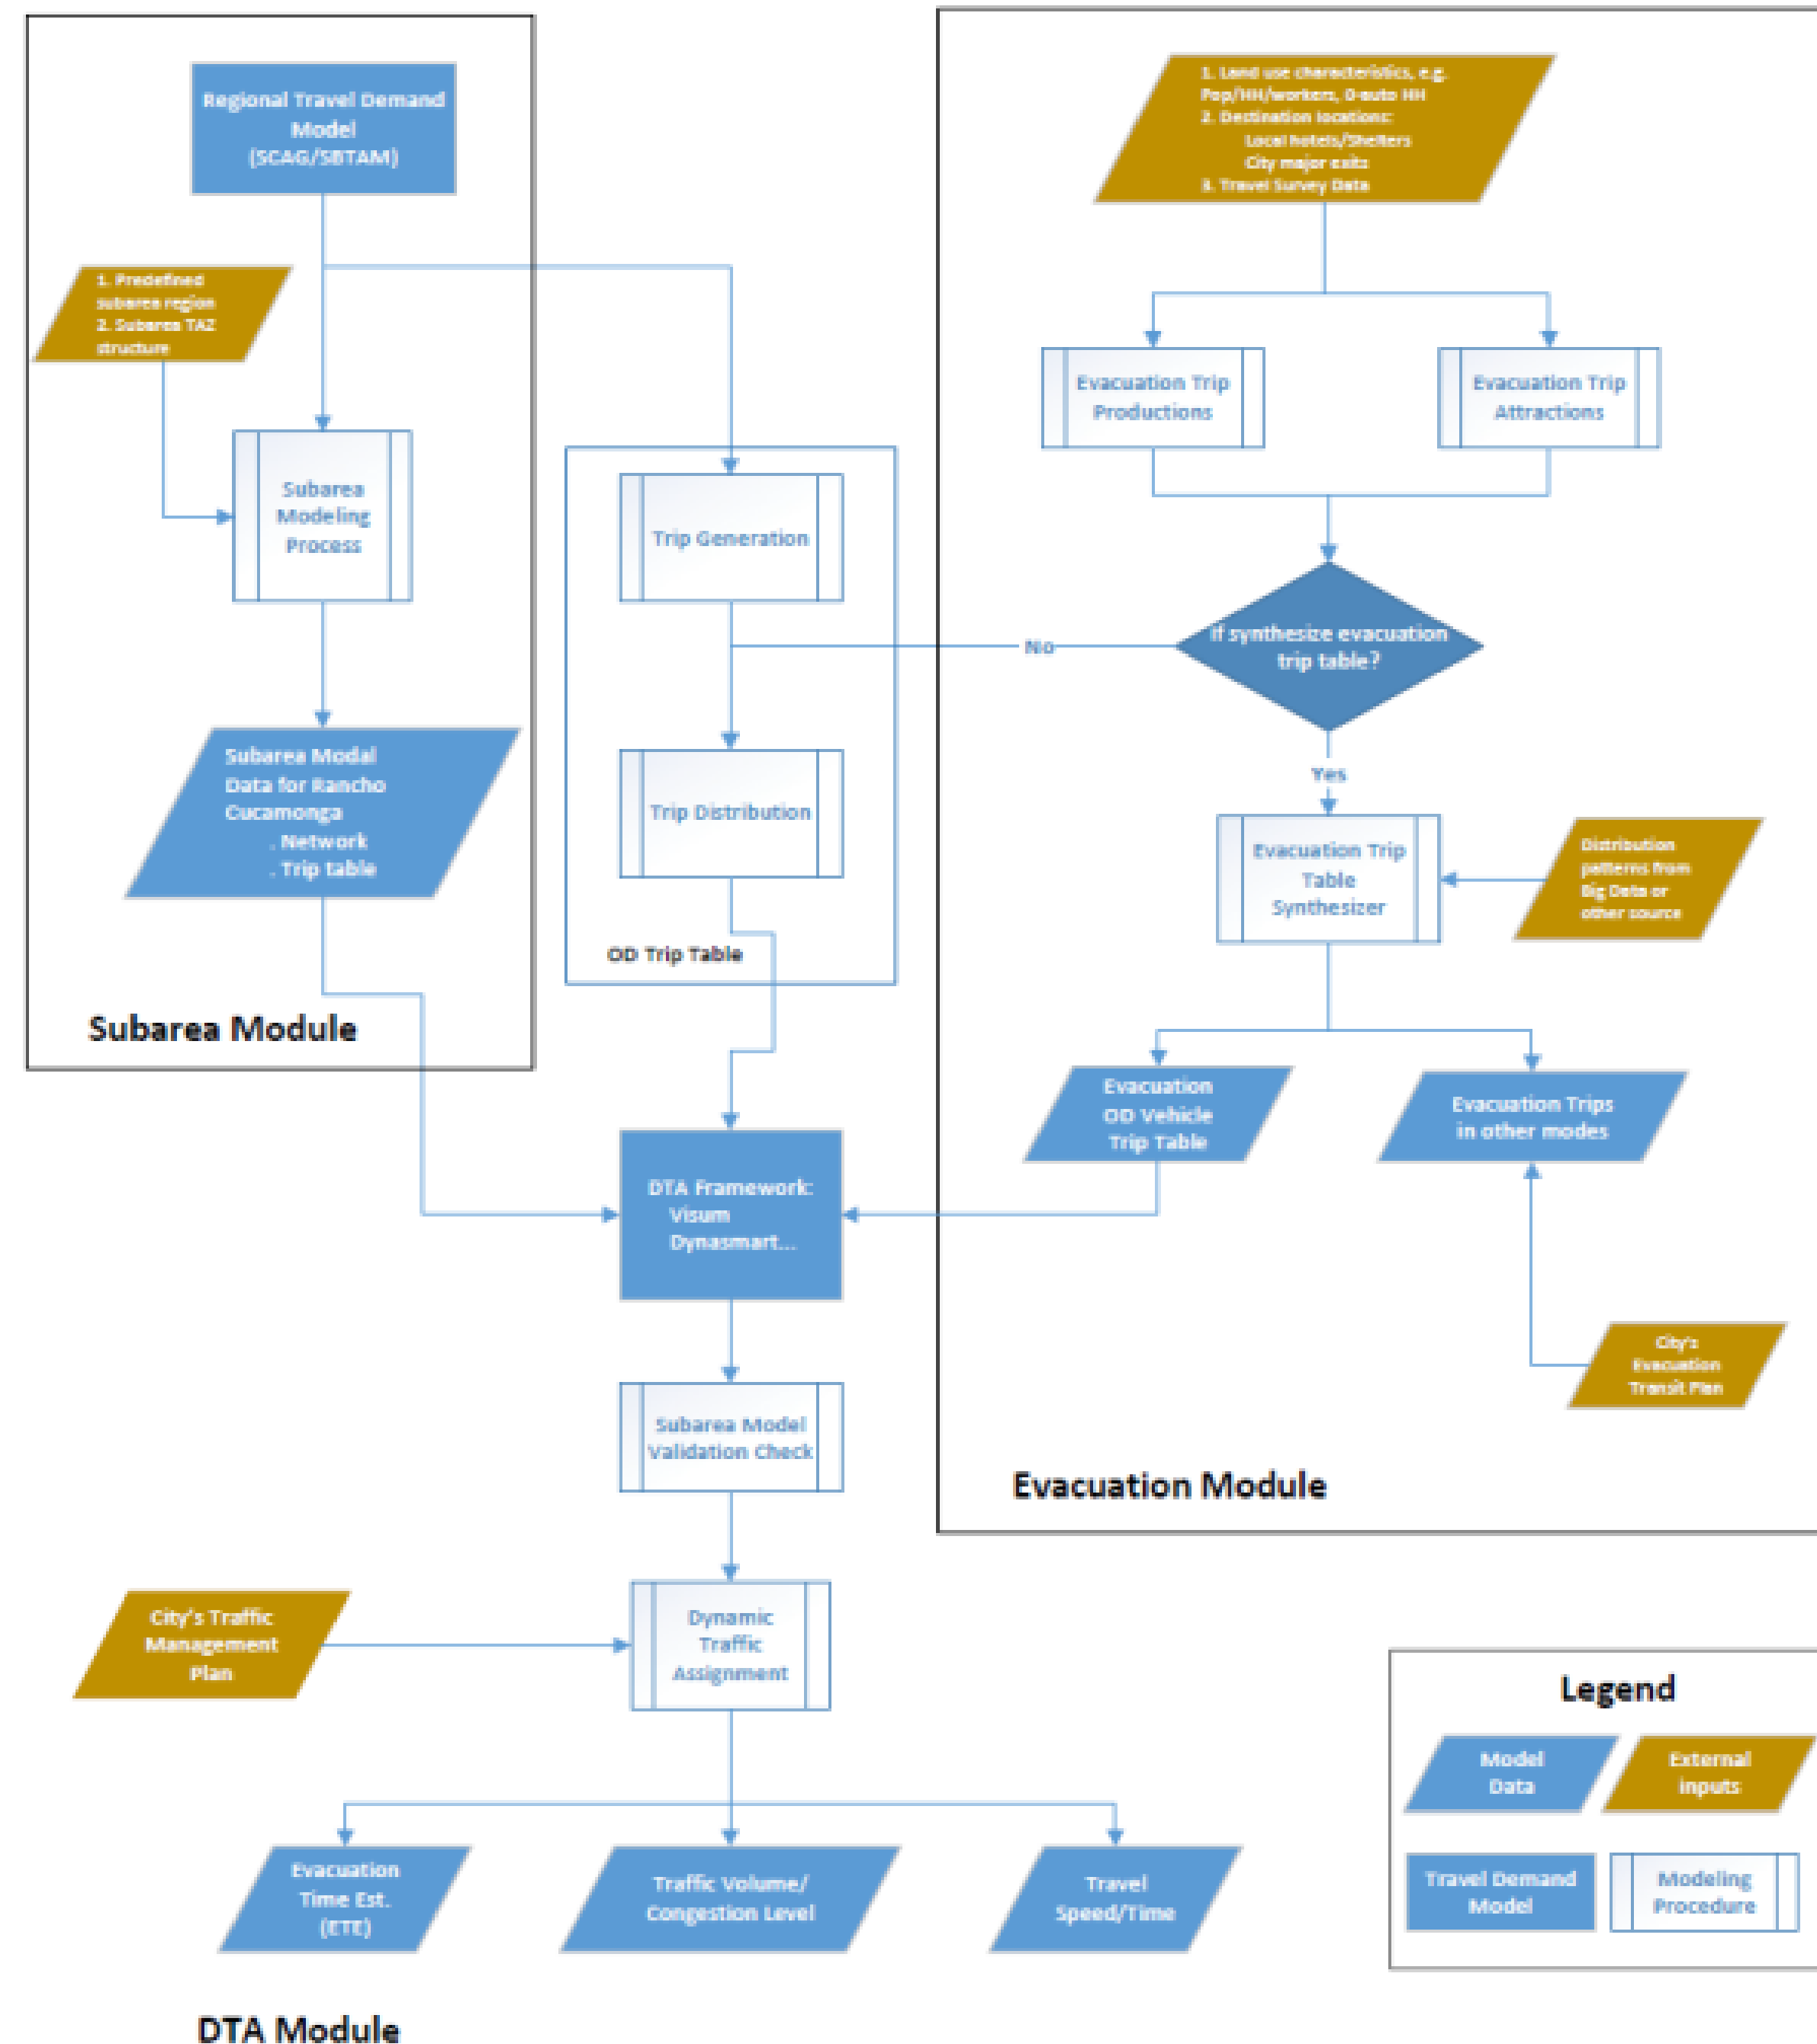 Regional Travel Demand
Model
(SCAG/SBTAM)
1. Predefined
subarea region
2. Subarea TAZ
structure
Subarea
Modeling
Process
Subarea Modal
Data for Rancho
Cucamonga
. Network
. Trip table
Subarea Module
Trip Generation
Trip Distribution
OD Trip Table
1. Land use characteristics, e.g.
Pop/HH/workers, 0-auto HH
2. Destination locations:
Local hotels/Shelters
City major exits
3. Travel Survey Data
Evacuation Trip
Productions
Evacuation Trip
Attractions
If synthesize evacuation
trip table?
No
Yes
Evacuation Trip
Table
Synthesizer
Distribution
patterns from
Big Data or
other source
Evacuation
OD Vehicle
Trip Table
Evacuation Trips
in other modes
City's
Evacuation
Transit Plan
Evacuation Module
DTA Framework:
Visum
Dynasmart...
Subarea Model
Validation Check
City's Traffic
Management
Plan
Dynamic
Traffic
Assignment
Evacuation
Time Est.
(ETE)
Traffic Volume/
Congestion Level
Travel
Speed/Time
DTA Module
Legend
Model
Data
External
inputs
Travel Demand
Model
Modeling
Procedure